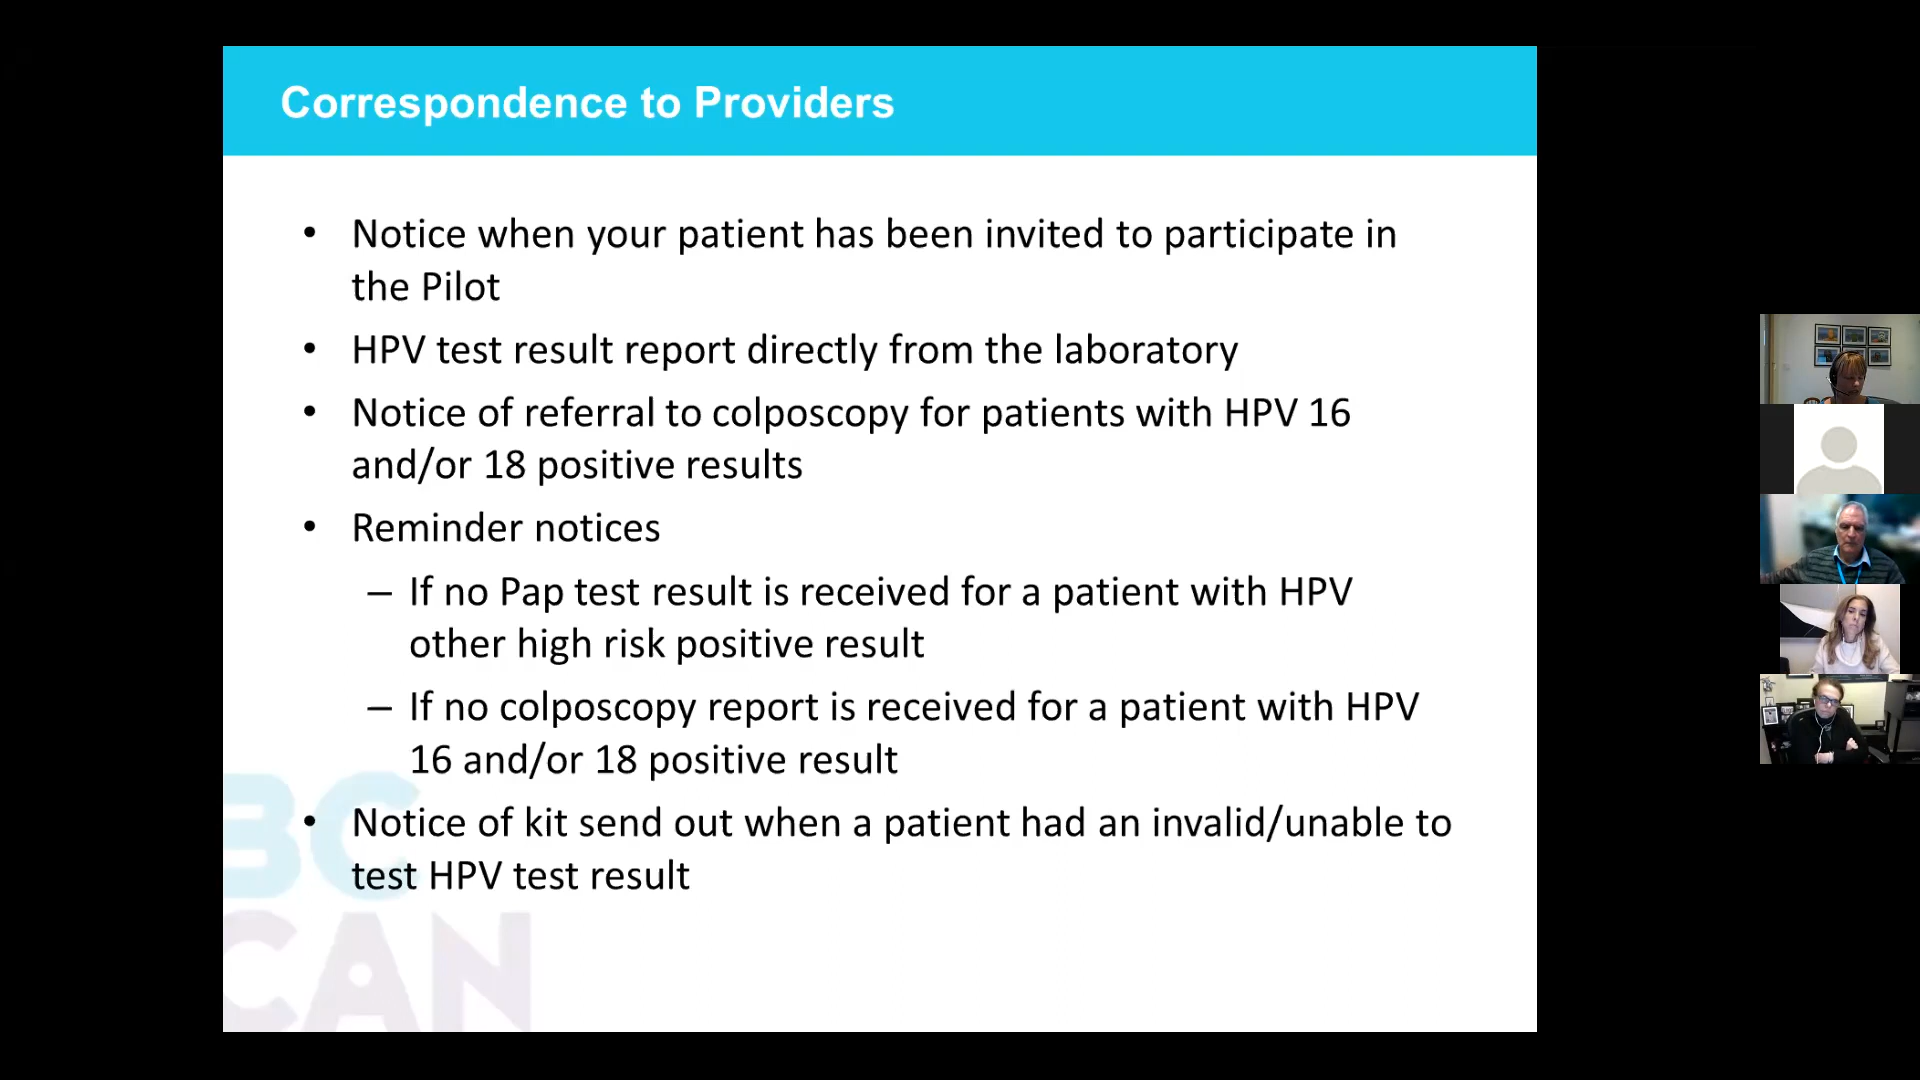 Correspondence to Providers
• Notice when your patient has been invited to participate in
the Pilot
• HPV test result report directly from the laboratory
• Notice of referral to colposcopy for patients with HPV 16
and/or 18 positive results
• Reminder notices
– If no Pap test result is received for a patient with HPV
other high risk positive result
– If no colposcopy report is received for a patient with HPV
16 and/or 18 positive result
• Notice of kit send out when a patient had an invalid/unable to
test HPV test result
BC
CAN